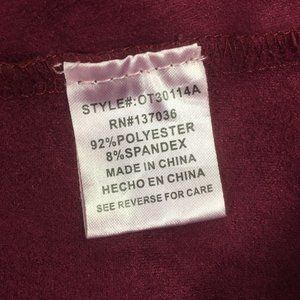 STYLE#:OT30114A
RN#137036
92%POLYESTER
8%SPANDEX
MADE IN CHINA
HECHO EN CHINA
SEE REVERSE FOR CARE